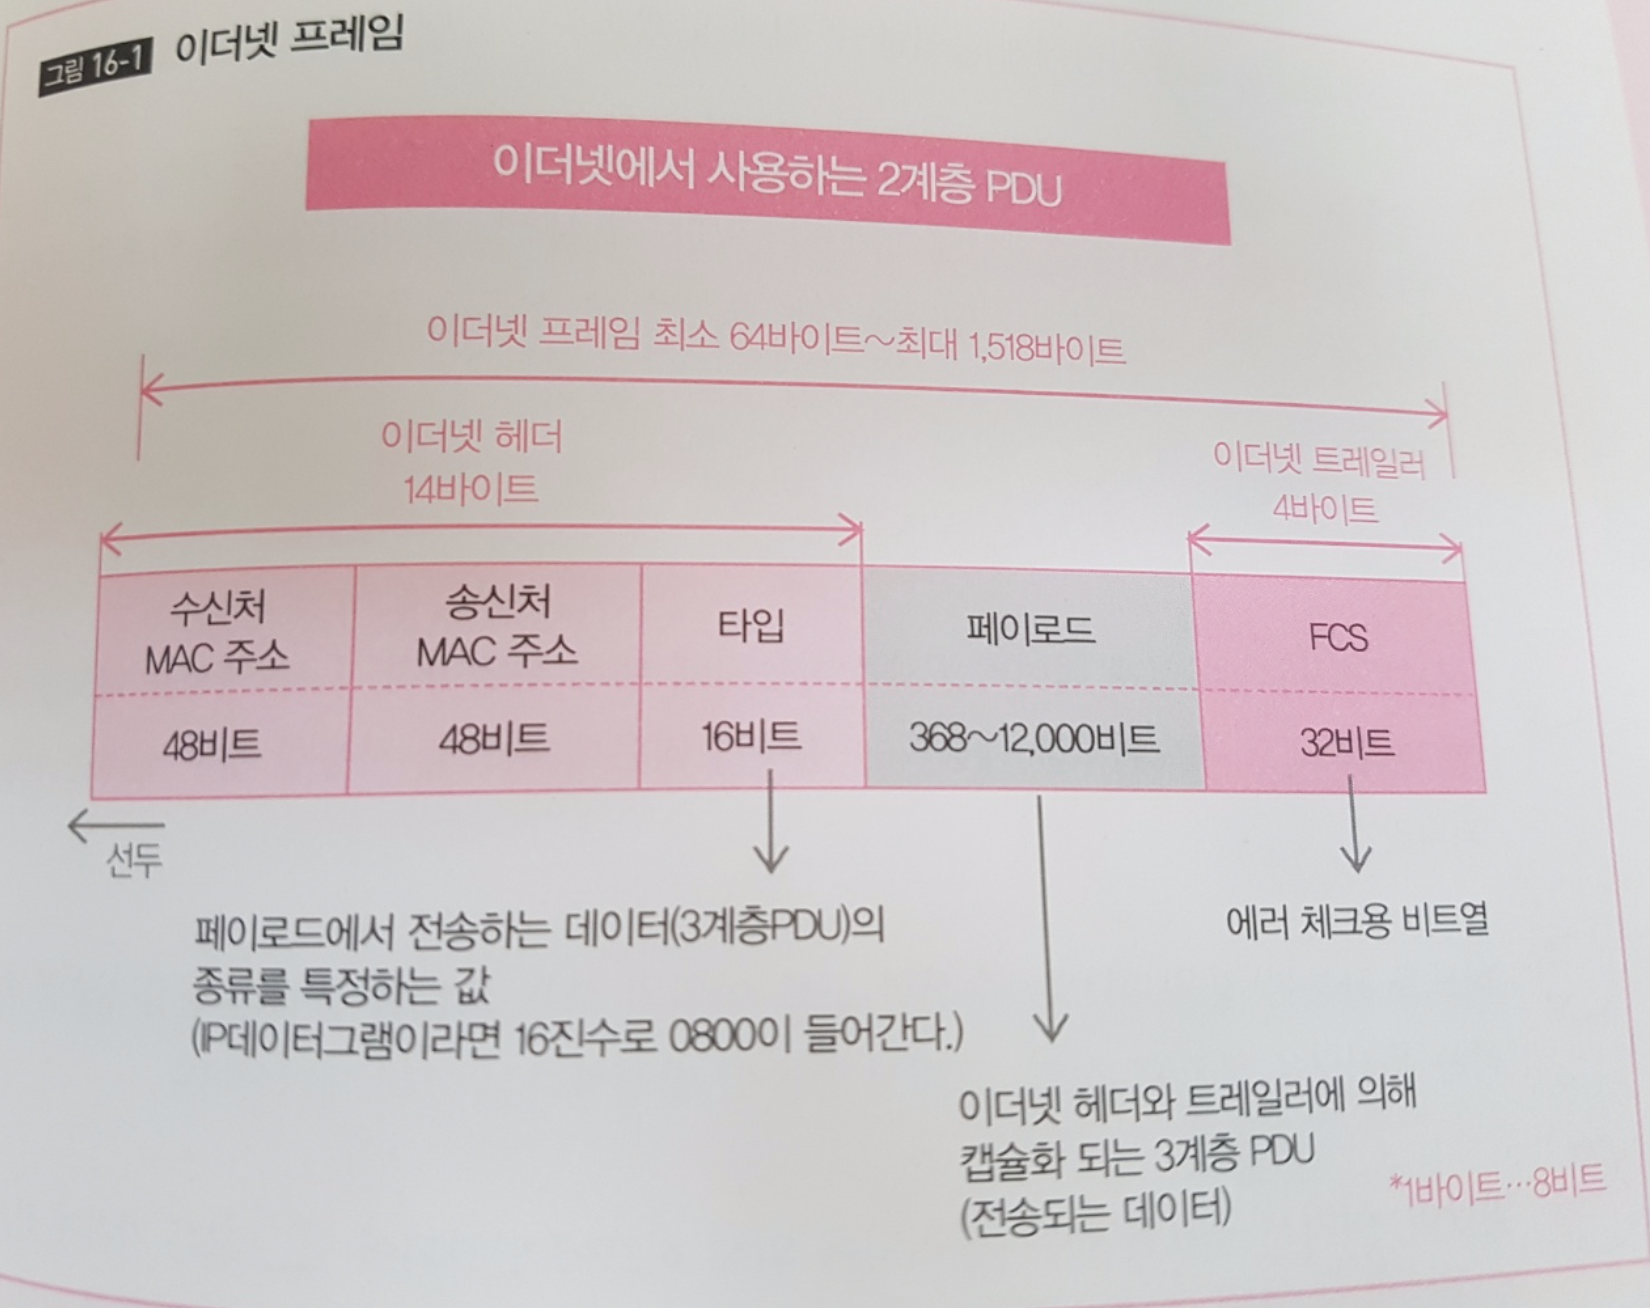 그림 16-1 이더넷 프레임
이더넷에서 사용하는 2계층 PDU
이더넷 프레임 최소 64바이트~최대 1,518바이트
이더넷 헤더
14바이트
이더넷 트레일러
4바이트
수신처
MAC 주소
송신처
MAC 주소
타입
페이로드
FCS
48비트
48비트
16비트
368~12,000비트
32비트
선두
페이로드에서 전송하는 데이터(3계층PDU)의
종류를 특정하는 값
(IP데이터그램이라면 16진수로 0800이 들어간다.)
에러 체크용 비트열
이더넷 헤더와 트레일러에 의해
캡슐화 되는 3계층 PDU
(전송되는 데이터)
*1바이트…8비트